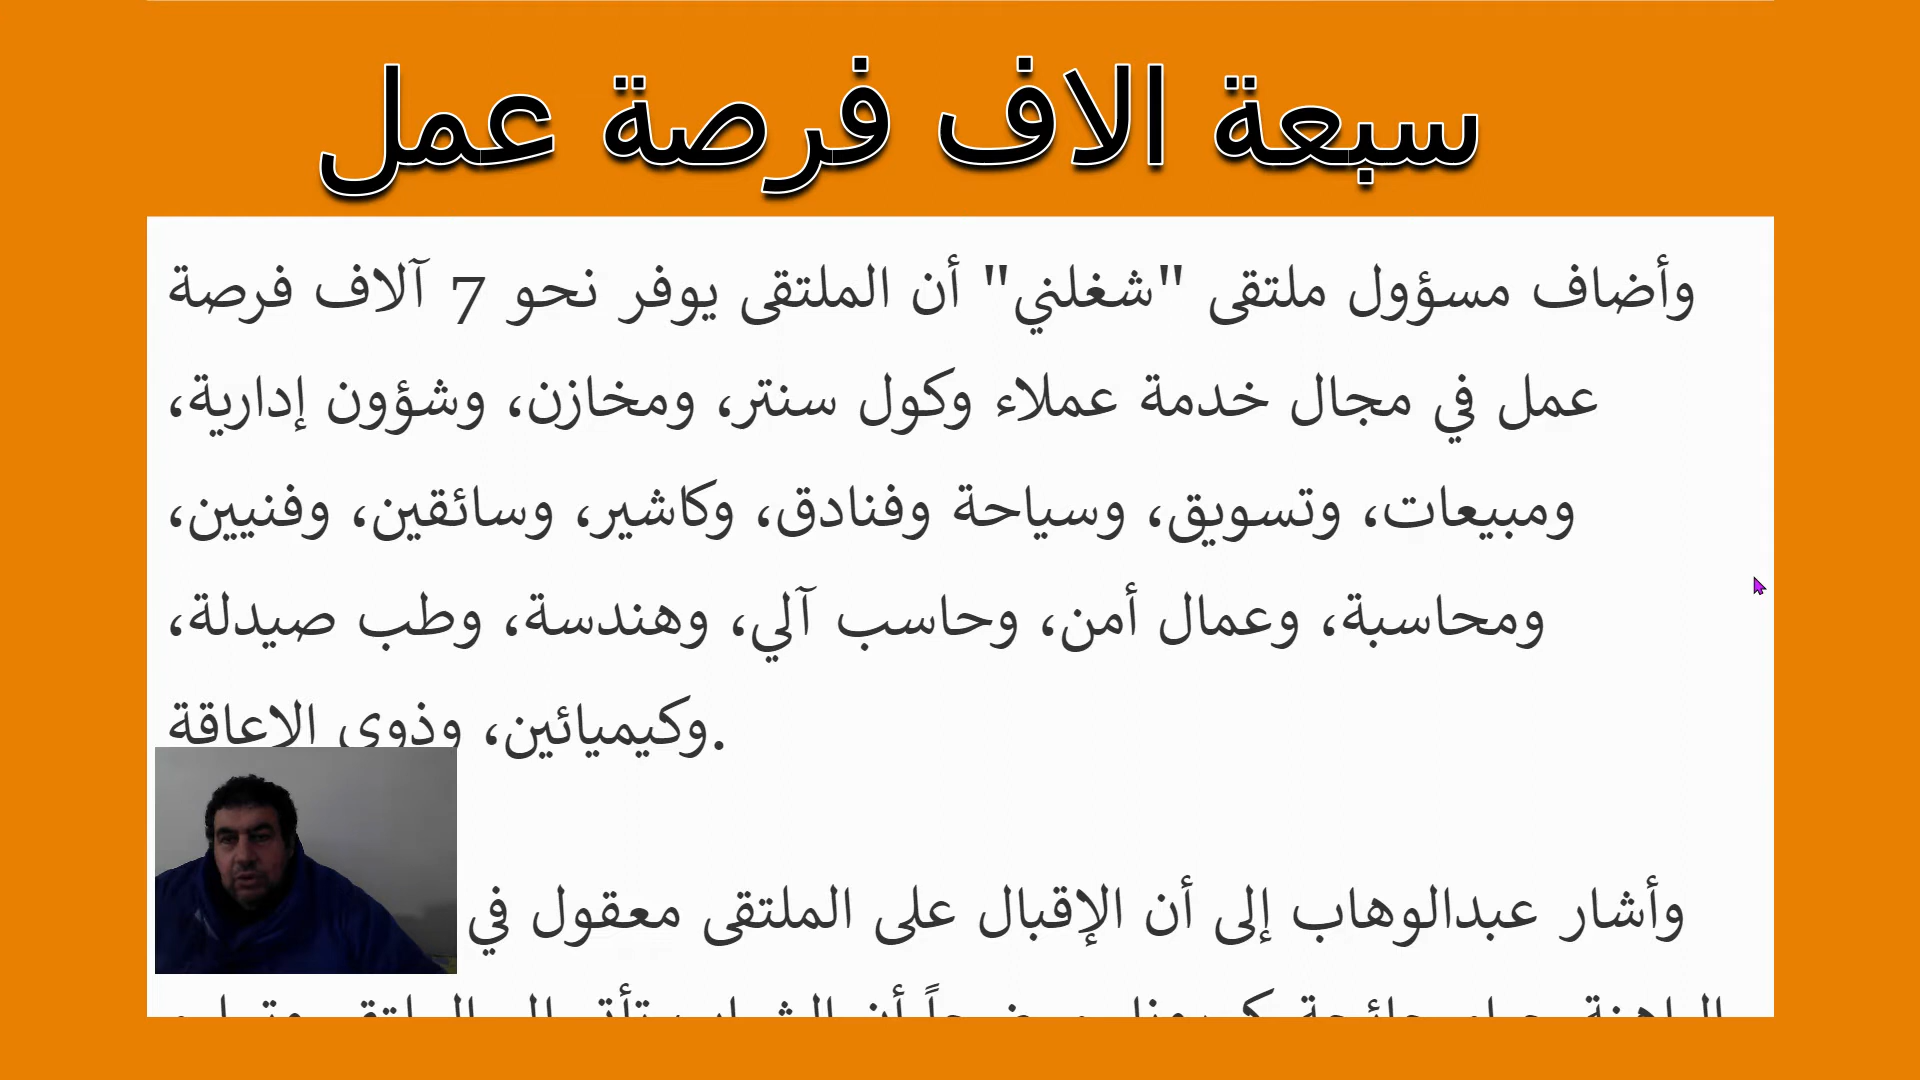 سبعة الاف فرصة عمل
وأضاف مسؤول ملتقى "شغلني" أن الملتقى يوفر نحو 7 آلاف فرصة
عمل في مجال خدمة عملاء وكول سنتر، ومخازن، وشؤون إدارية،
ومبيعات، وتسويق، وسياحة وفنادق، وكاشير، وسائقين، وفنيين،
ومحاسبة، وعمال أمن، وحاسب آلي، وهندسة، وطب صيدلة،
.وكيميائين، وذوي الاعاقة
وأشار عبدالوهاب إلى أن الإقبال على الملتقى معقول في